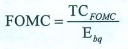 FOMC = TC_FOMC / E_bq